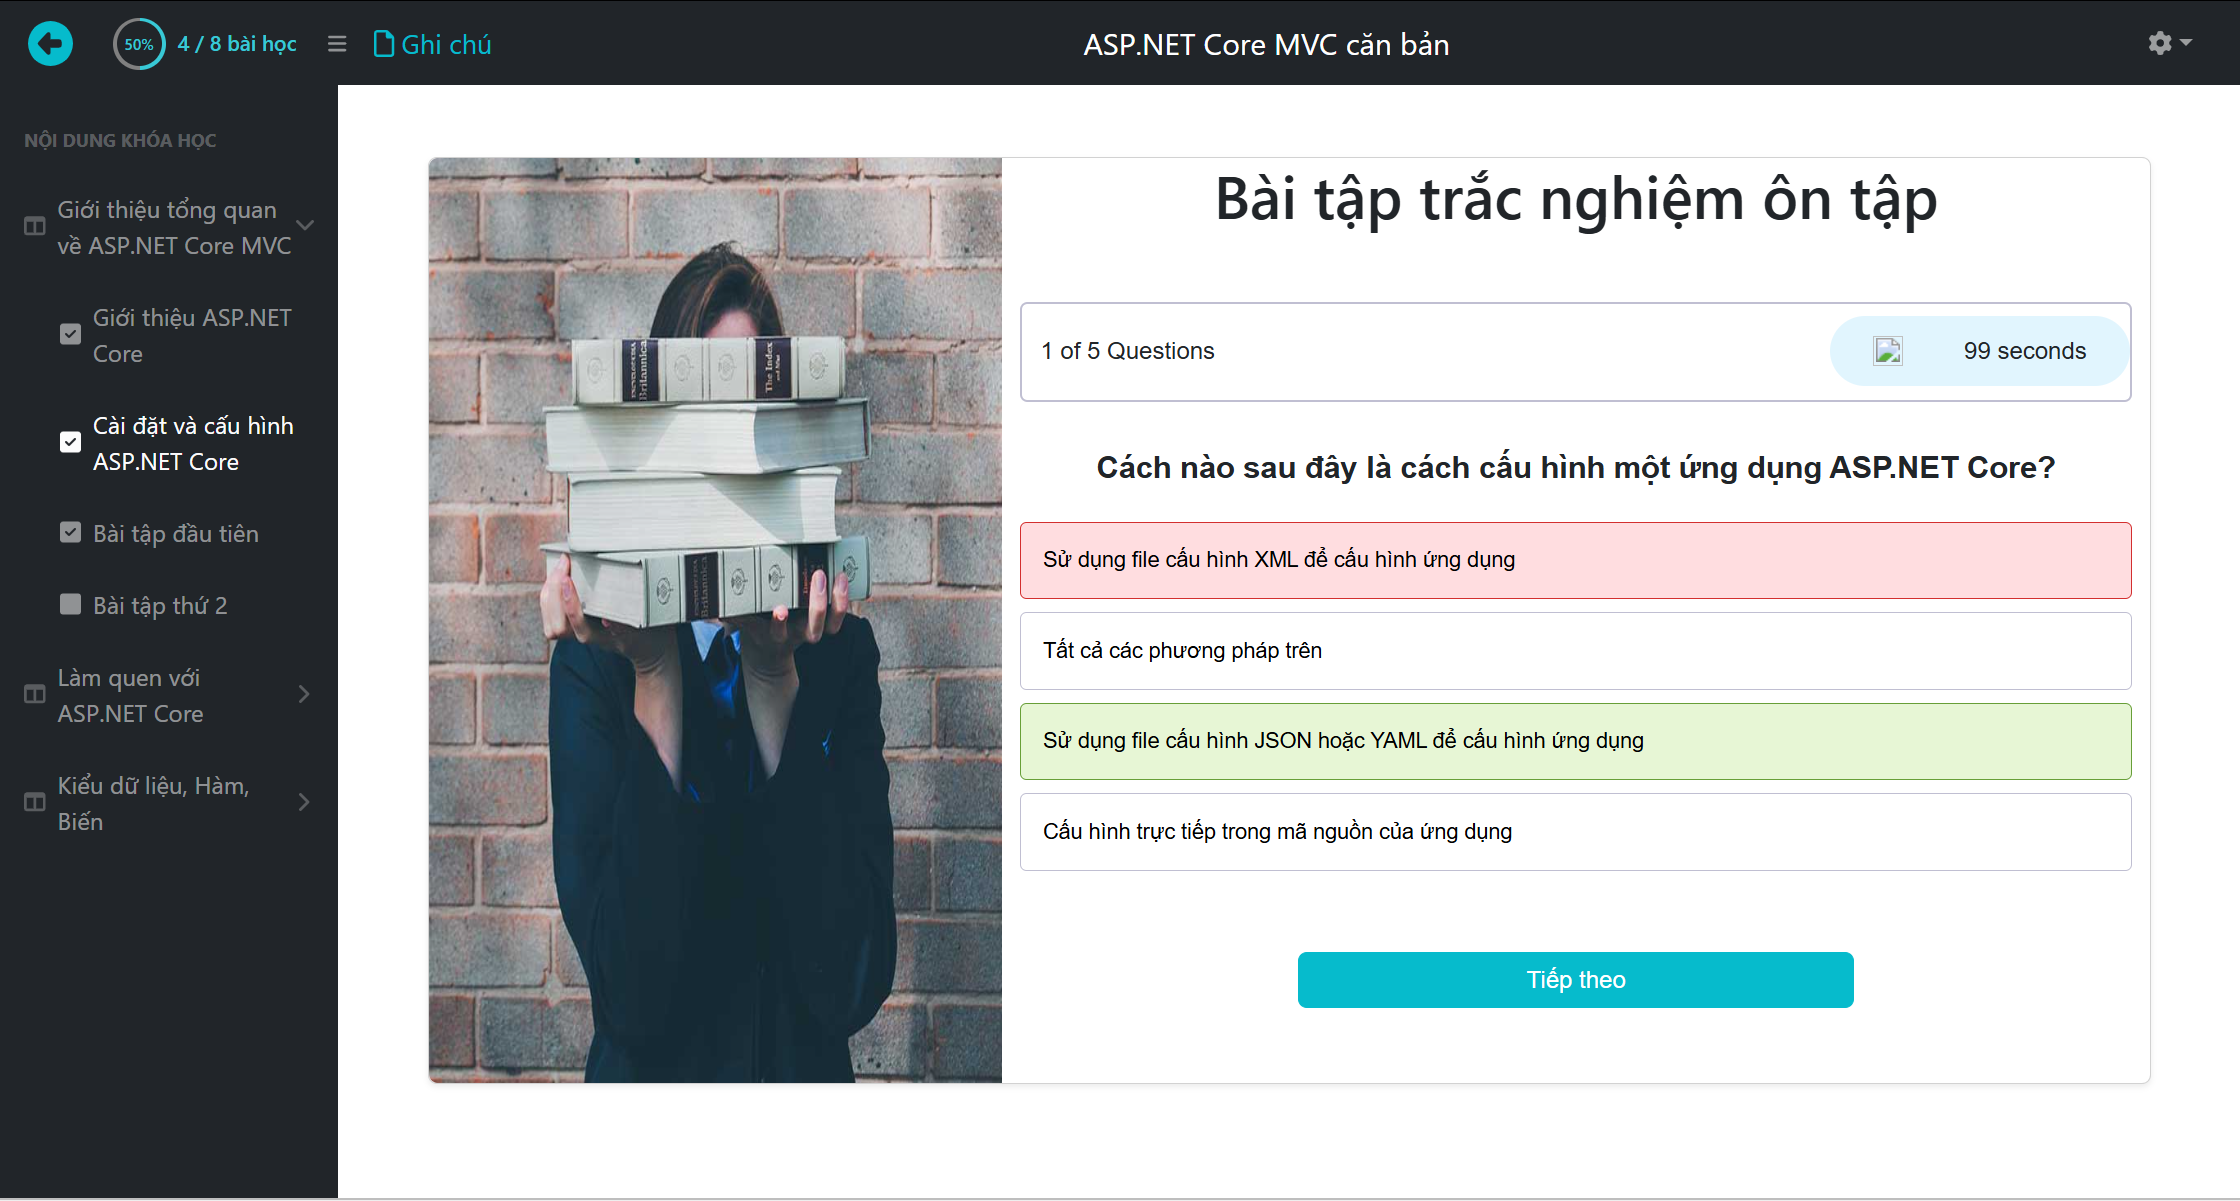 50%
4 / 8 bài học
Ghi chú
ASP.NET Core MVC căn bản
NỘI DUNG KHÓA HỌC
Giới thiệu tổng quan
về ASP.NET Core MVC
Giới thiệu ASP.NET
Core
Cài đặt và cấu hình
ASP.NET Core
Bài tập đầu tiên
Bài tập thứ 2
Làm quen với
ASP.NET Core
Kiểu dữ liệu, Hàm,
Biến
Britannica
The Index
Britannica
Bài tập trắc nghiệm ôn tập
1 of 5 Questions
99 seconds
Cách nào sau đây là cách cấu hình một ứng dụng ASP.NET Core?
Sử dụng file cấu hình XML để cấu hình ứng dụng
Tất cả các phương pháp trên
Sử dụng file cấu hình JSON hoặc YAML để cấu hình ứng dụng
Cấu hình trực tiếp trong mã nguồn của ứng dụng
Tiếp theo